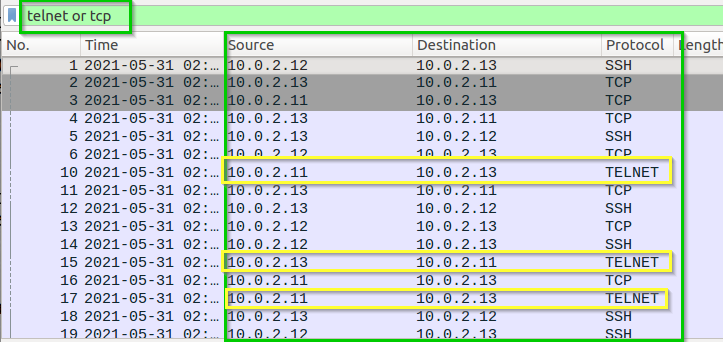 telnet or tcp
No. Time Source Destination Protocol Length
1 2021-05-31 02:… 10.0.2.12 10.0.2.13 SSH
2 2021-05-31 02:… 10.0.2.13 10.0.2.11 TCP
3 2021-05-31 02:… 10.0.2.11 10.0.2.13 TCP
4 2021-05-31 02:… 10.0.2.13 10.0.2.11 TCP
5 2021-05-31 02:… 10.0.2.13 10.0.2.12 SSH
6 2021-05-31 02:… 10.0.2.12 10.0.2.13 TCP
10 2021-05-31 02:… 10.0.2.11 10.0.2.13 TELNET
11 2021-05-31 02:… 10.0.2.13 10.0.2.11 TCP
12 2021-05-31 02:… 10.0.2.13 10.0.2.12 SSH
13 2021-05-31 02:… 10.0.2.12 10.0.2.13 TCP
14 2021-05-31 02:… 10.0.2.12 10.0.2.13 SSH
15 2021-05-31 02:… 10.0.2.13 10.0.2.11 TELNET
16 2021-05-31 02:… 10.0.2.11 10.0.2.13 TCP
17 2021-05-31 02:… 10.0.2.11 10.0.2.13 TELNET
18 2021-05-31 02:… 10.0.2.13 10.0.2.12 SSH
19 2021-05-31 02:… 10.0.2.12 10.0.2.13 SSH